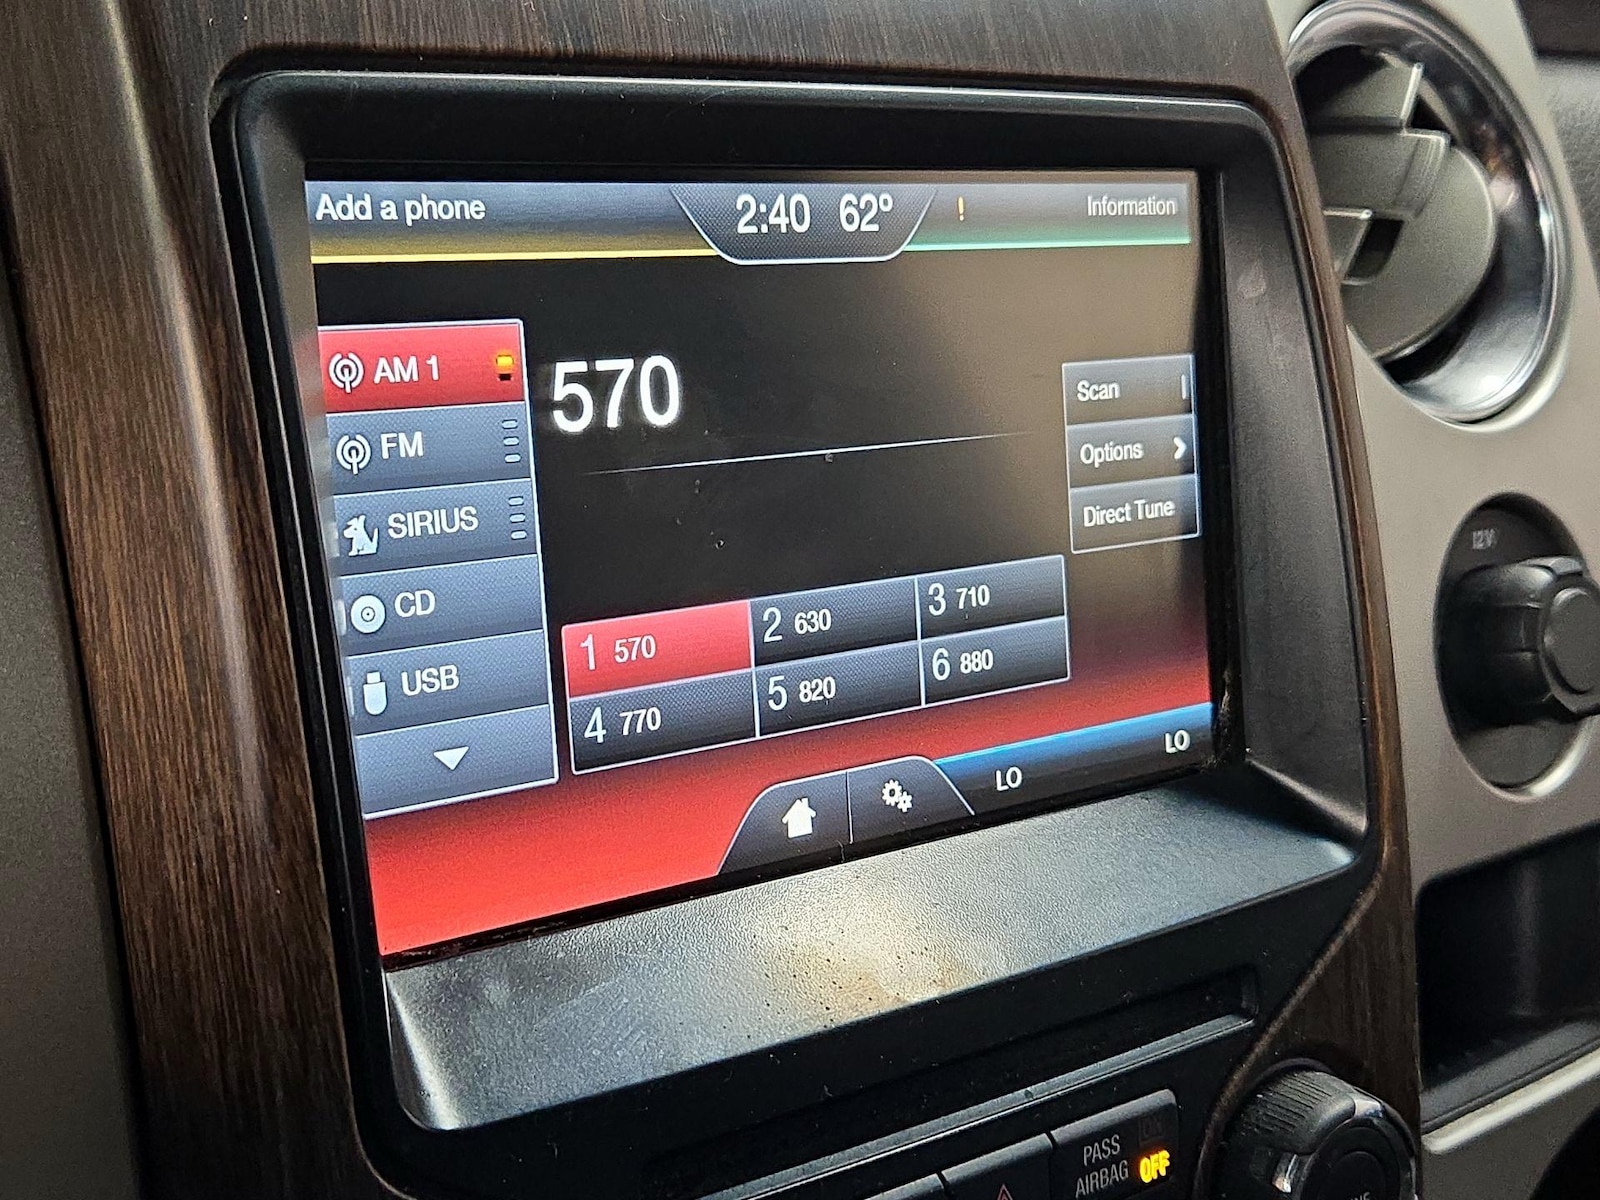 Add a phone
2:40 62°
!
Information
AM 1
FM
SIRIUS
CD
USB
570
Scan
Options
Direct Tune
1 570
2 630
3 710
4 770
5 820
6 880
LO
LO
12V
PASS
AIRBAG OFF